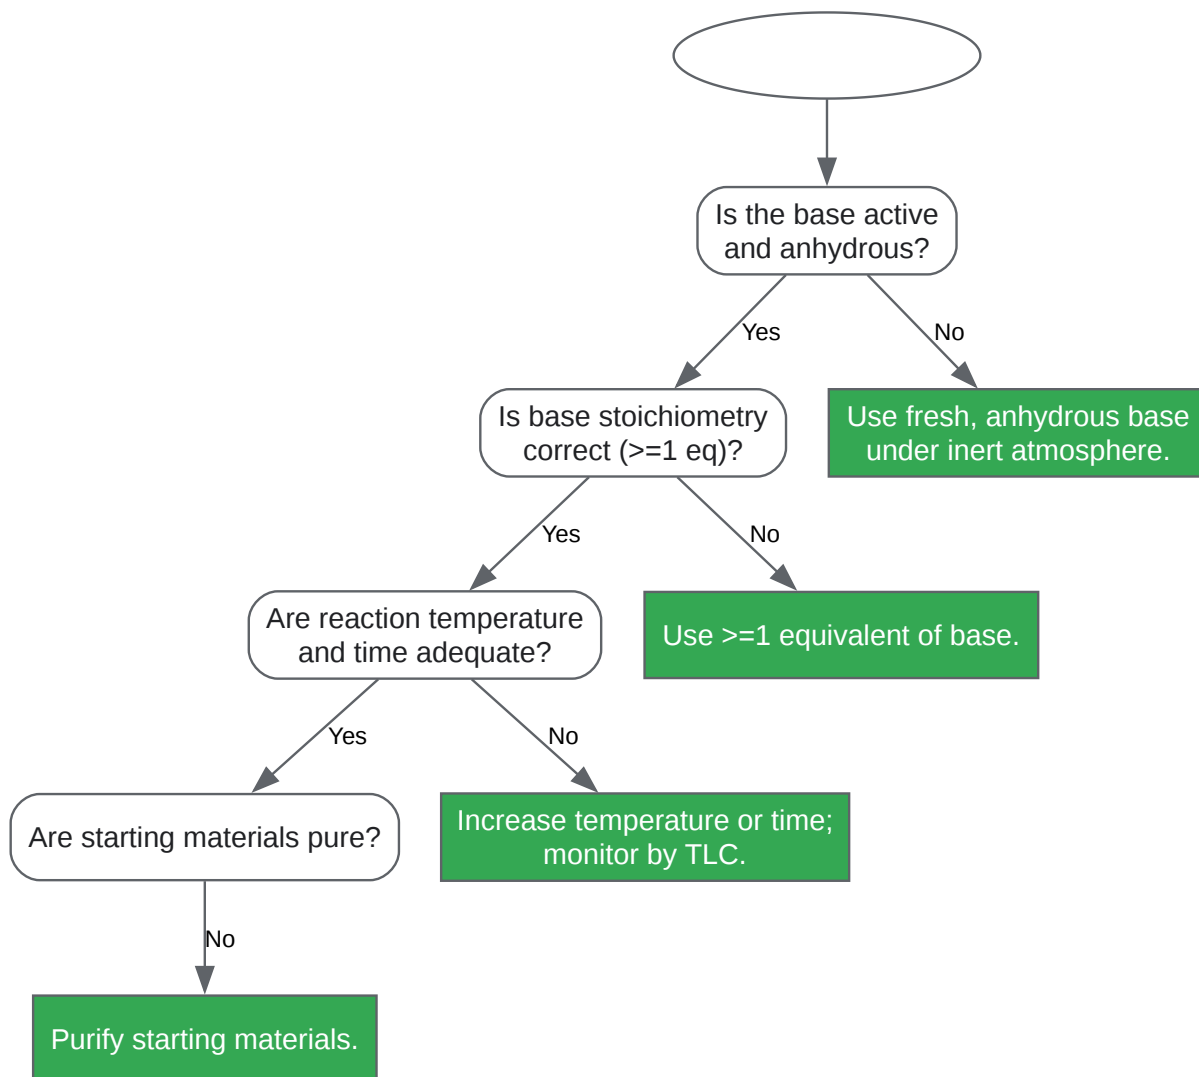 Is the base active
and anhydrous?
Yes
No
Is base stoichiometry
correct (>=1 eq)?
Use fresh, anhydrous base
under inert atmosphere.
Yes
No
Are reaction temperature
and time adequate?
Use >=1 equivalent of base.
Yes
No
Are starting materials pure?
Increase temperature or time;
monitor by TLC.
No
Purify starting materials.